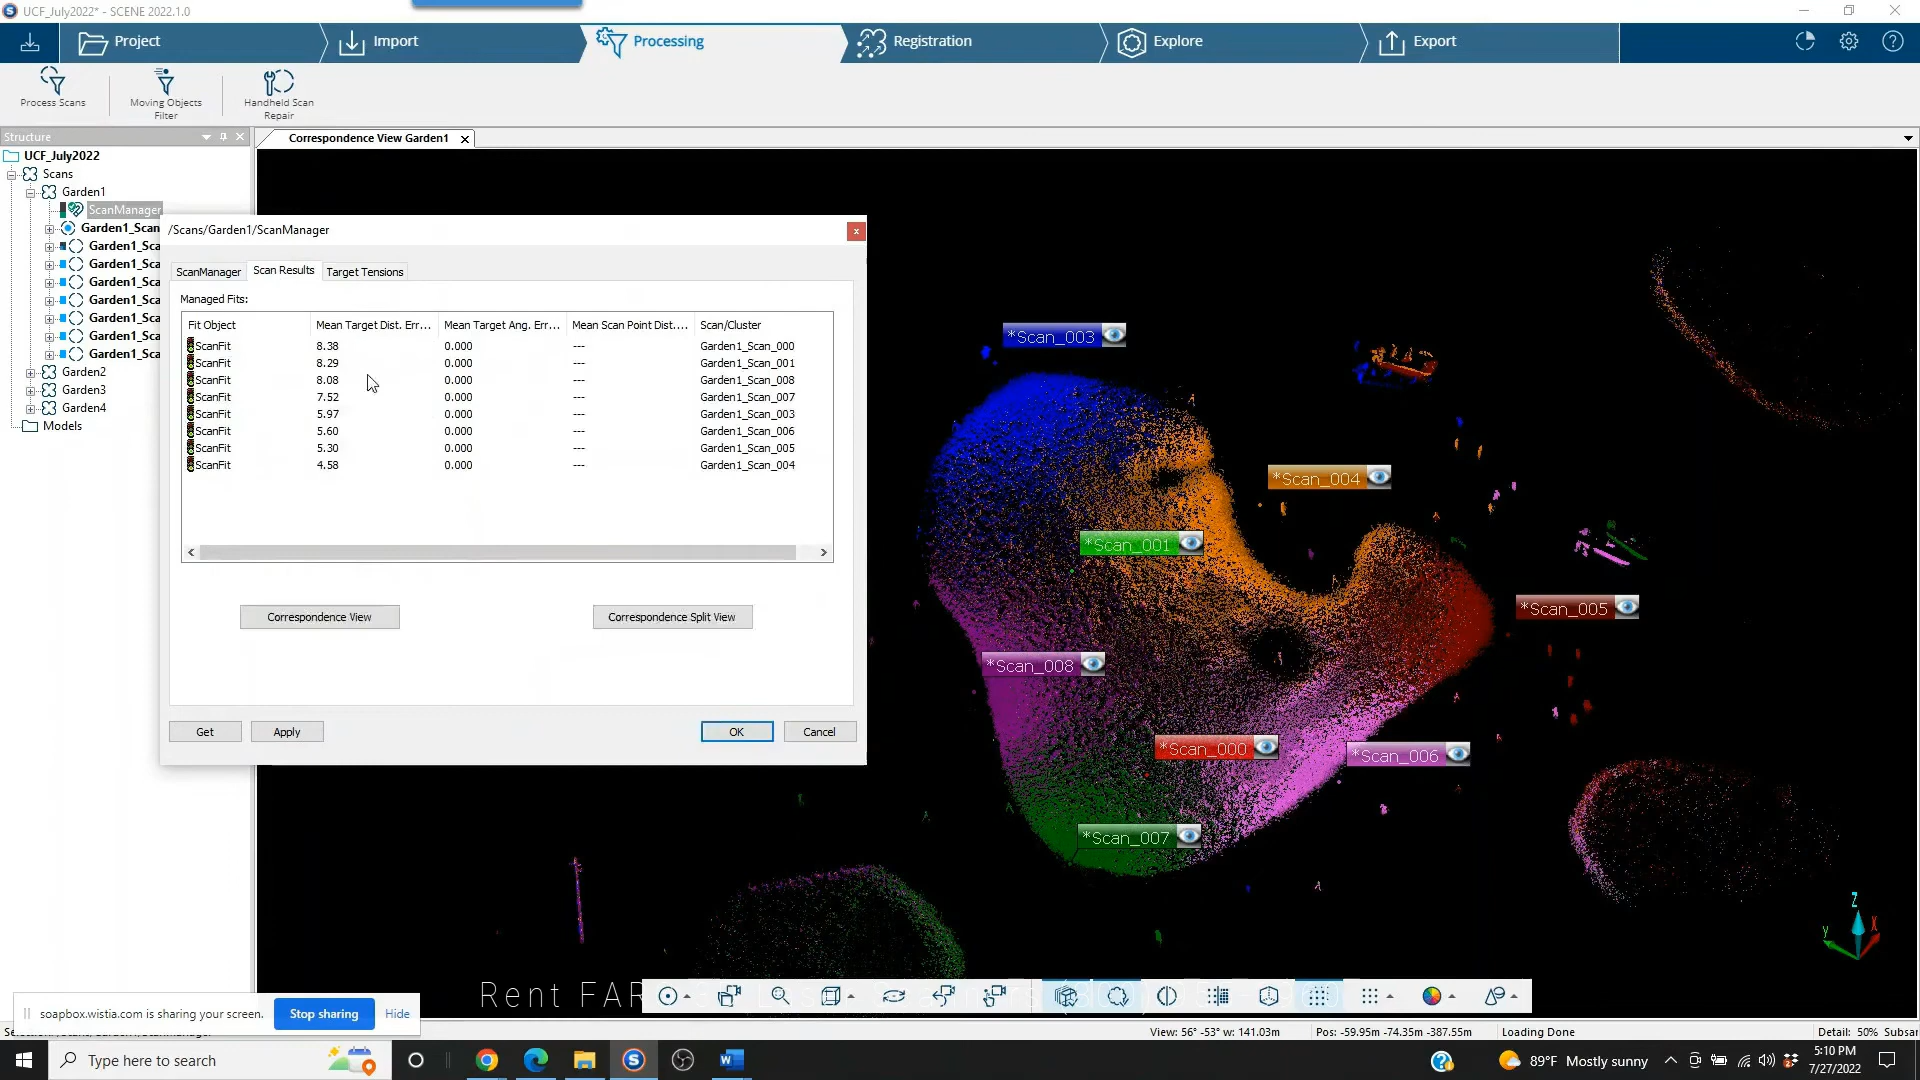 UCF_July2022* - SCENE 2022.1.0
Project
Import
Processing
Registration
Explore
Export
Process Scans
Moving Objects
Filter
Handheld Scan
Repair
Structure
Correspondence View Garden1
UCF_July2022
Scans
Garden1
ScanManager
Garden1_Scan
Garden1_Sca
Garden1_Sca
Garden1_Sca
Garden1_Sca
Garden1_Sca
Garden1_Sca
Garden1_Sca
Garden2
Garden3
Garden4
Models
/Scans/Garden1/ScanManager
ScanManager
Scan Results
Target Tensions
Managed Fits:
Fit Object Mean Target Dist. Err... Mean Target Ang. Err... Mean Scan Point Dist.... Scan/Cluster
ScanFit 8.38 0.000 --- Garden1_Scan_000
ScanFit 8.29 0.000 --- Garden1_Scan_001
ScanFit 8.08 0.000 --- Garden1_Scan_008
ScanFit 7.52 0.000 --- Garden1_Scan_007
ScanFit 5.97 0.000 --- Garden1_Scan_003
ScanFit 5.60 0.000 --- Garden1_Scan_006
ScanFit 5.30 0.000 --- Garden1_Scan_005
ScanFit 4.58 0.000 --- Garden1_Scan_004
Correspondence View
Correspondence Split View
Get
Apply
OK
Cancel
*Scan_003
*Scan_004
*Scan_001
*Scan_005
*Scan_008
*Scan_000
*Scan_006
*Scan_007
Z
Y
X
Rent FAR
soapbox.wistia.com is sharing your screen.
Stop sharing
Hide
View: 56° -53° w: 141.03m
Pos: -59.95m -74.35m -387.55m
Loading Done
Detail: 50% Subsar
Type here to search
89°F Mostly sunny
5:10 PM
7/27/2022